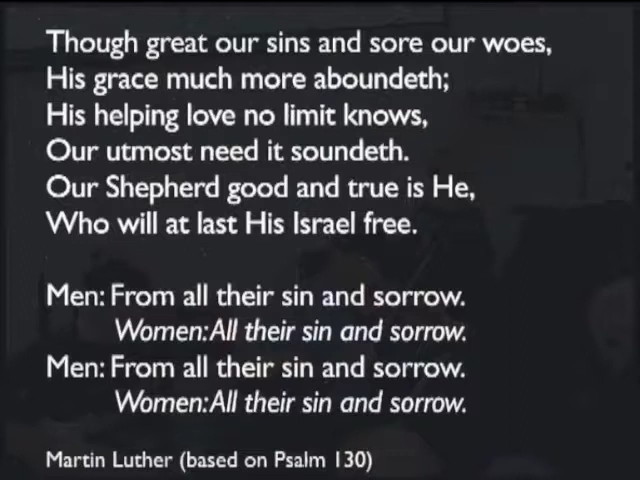 Though great our sins and sore our woes,
His grace much more aboundeth;
His helping love no limit knows,
Our utmost need it soundeth.
Our Shepherd good and true is He,
Who will at last His Israel free.
Men: From all their sin and sorrow.
Women:All their sin and sorrow.
Men: From all their sin and sorrow.
Women:All their sin and sorrow.
Martin Luther (based on Psalm 130)